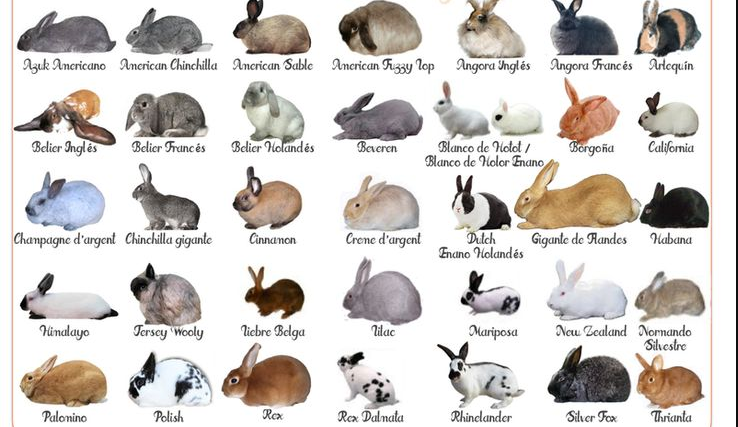 Azuk Americano
American Chinchilla
American Sable
American Fuzzy Lop
Angora Inglés
Angora Francés
Arlequín
Belier Inglés
Belier Francés
Belier Holandés
Beveren
Blanco de Hotot /
Blanco de Hotor Enano
Borgoña
California
Champagne d'argent
Chinchilla gigante
Cinnamon
Creme d'argent
Dutch
Enano Holandés
Gigante de Flandes
Habana
Himalayo
Jersey Wooly
Liebre Belga
Lilac
Mariposa
New Zealand
Normando
Silvestre
Palomino
Polish
Rex
Rex Dalmata
Rhinelander
Silver Fox
Thrianta